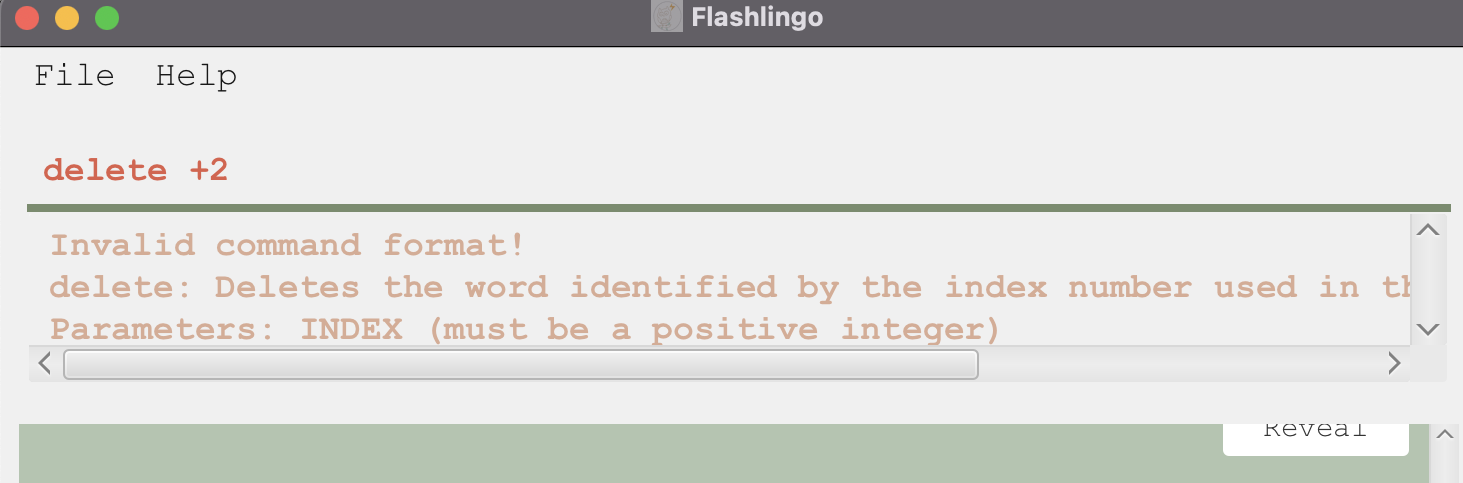 Flashlingo
File Help
delete +2
Invalid command format!
delete: Deletes the word identified by the index number used in
Parameters: INDEX (must be a positive integer)
Reveal